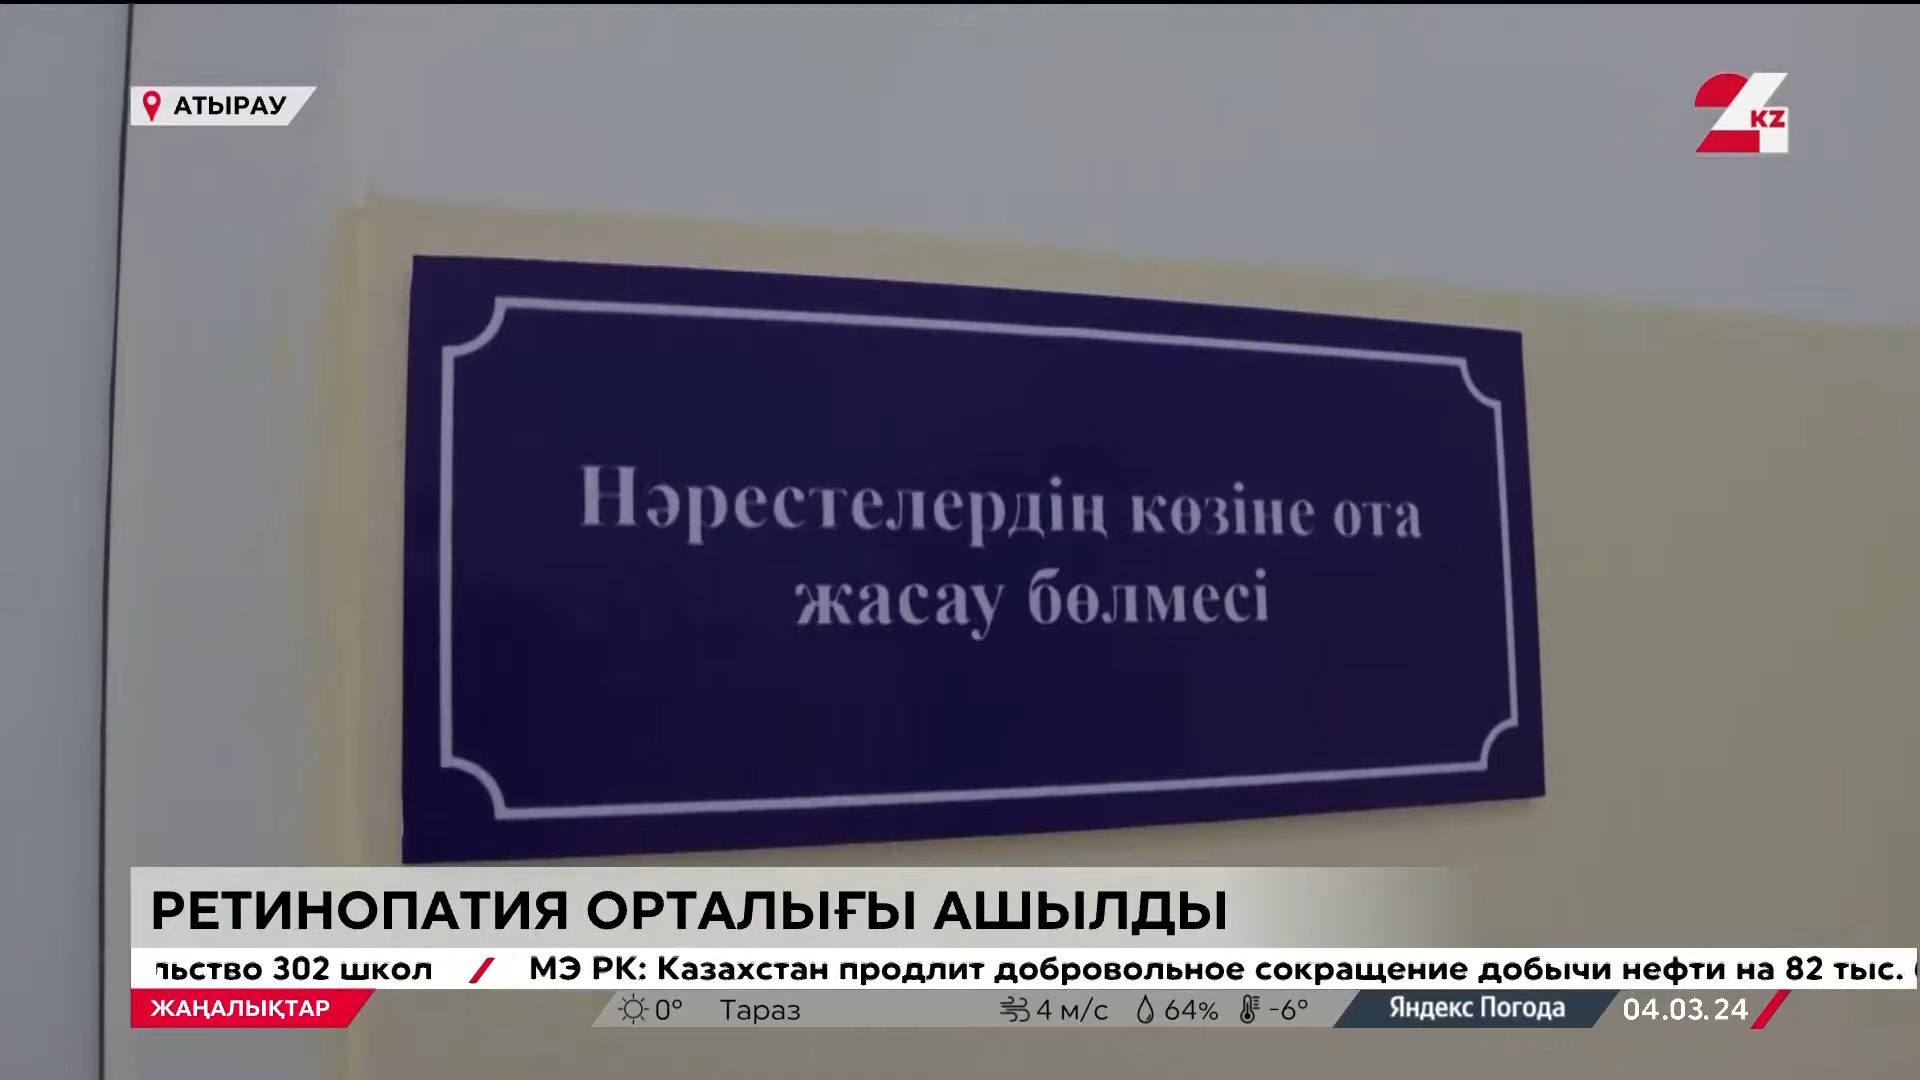 АТЫРАУ
24 KZ
Нәрестелердің көзіне ота
жасау бөлмесі
РЕТИНОПАТИЯ ОРТАЛЫҒЫ АШЫЛДЫ
302 школ / МЭ РК: Казахстан продлит добровольное сокращение добычи нефти на 82 тыс.
ЖАҢАЛЫҚТАР 0° Тараз 4 м/с 64% -6° Яндекс Погода 04.03.24